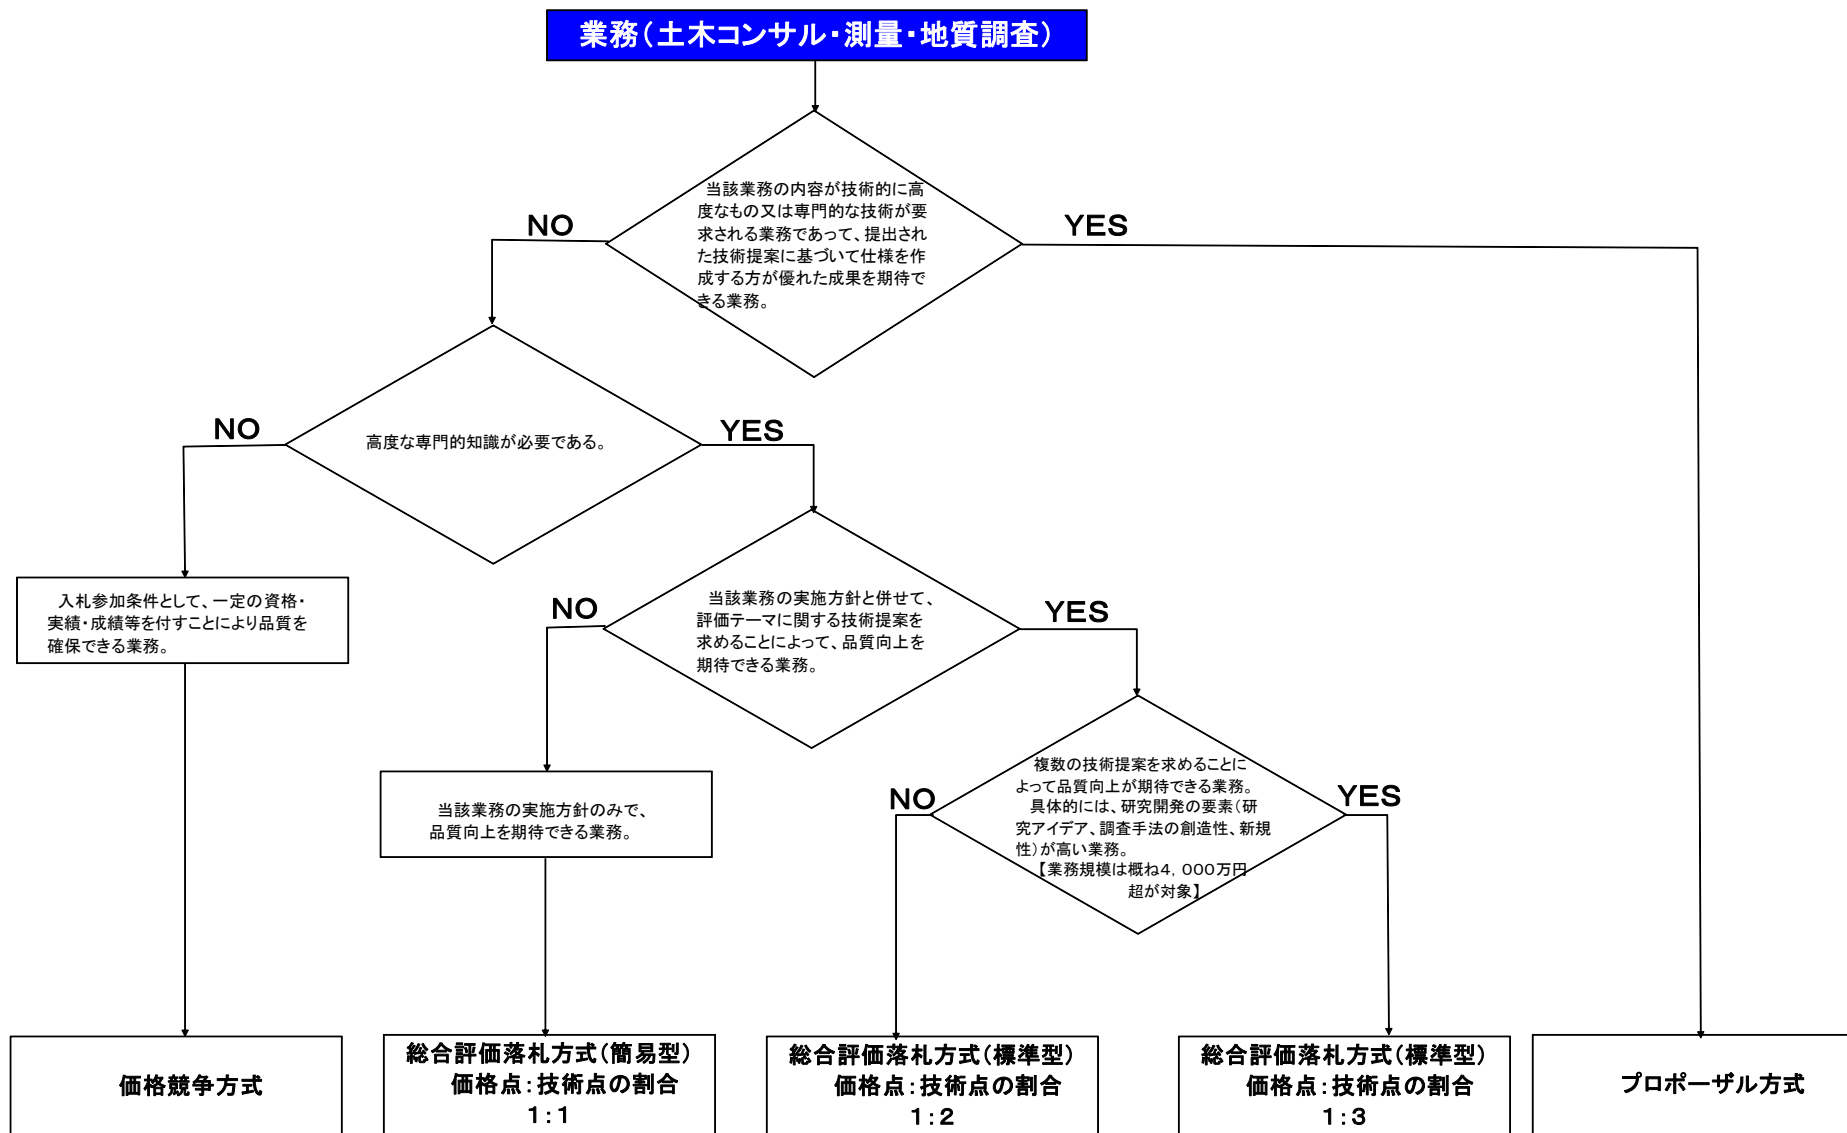 業務(土木コンサル・測量・地質調査)
当該業務の内容が技術的に高
度なもの又は専門的な技術が要
求される業務であって、提出され
た技術提案に基づいて仕様を作
成する方が優れた成果を期待で
きる業務。
NO
YES
高度な専門的知識が必要である。
NO
YES
入札参加条件として、一定の資格・
実績・成績等を付すことにより品質を
確保できる業務。
当該業務の実施方針と併せて、
評価テーマに関する技術提案を
求めることによって、品質向上を
期待できる業務。
NO
YES
当該業務の実施方針のみで、
品質向上を期待できる業務。
複数の技術提案を求めることに
よって品質向上が期待できる業務。
具体的には、研究開発の要素(研
究アイデア、調査手法の創造性、新規
性)が高い業務。
【業務規模は概ね4,000万円
超が対象】
NO
YES
価格競争方式
総合評価落札方式(簡易型)
価格点:技術点の割合
1:1
総合評価落札方式(標準型)
価格点:技術点の割合
1:2
総合評価落札方式(標準型)
価格点:技術点の割合
1:3
プロポーザル方式